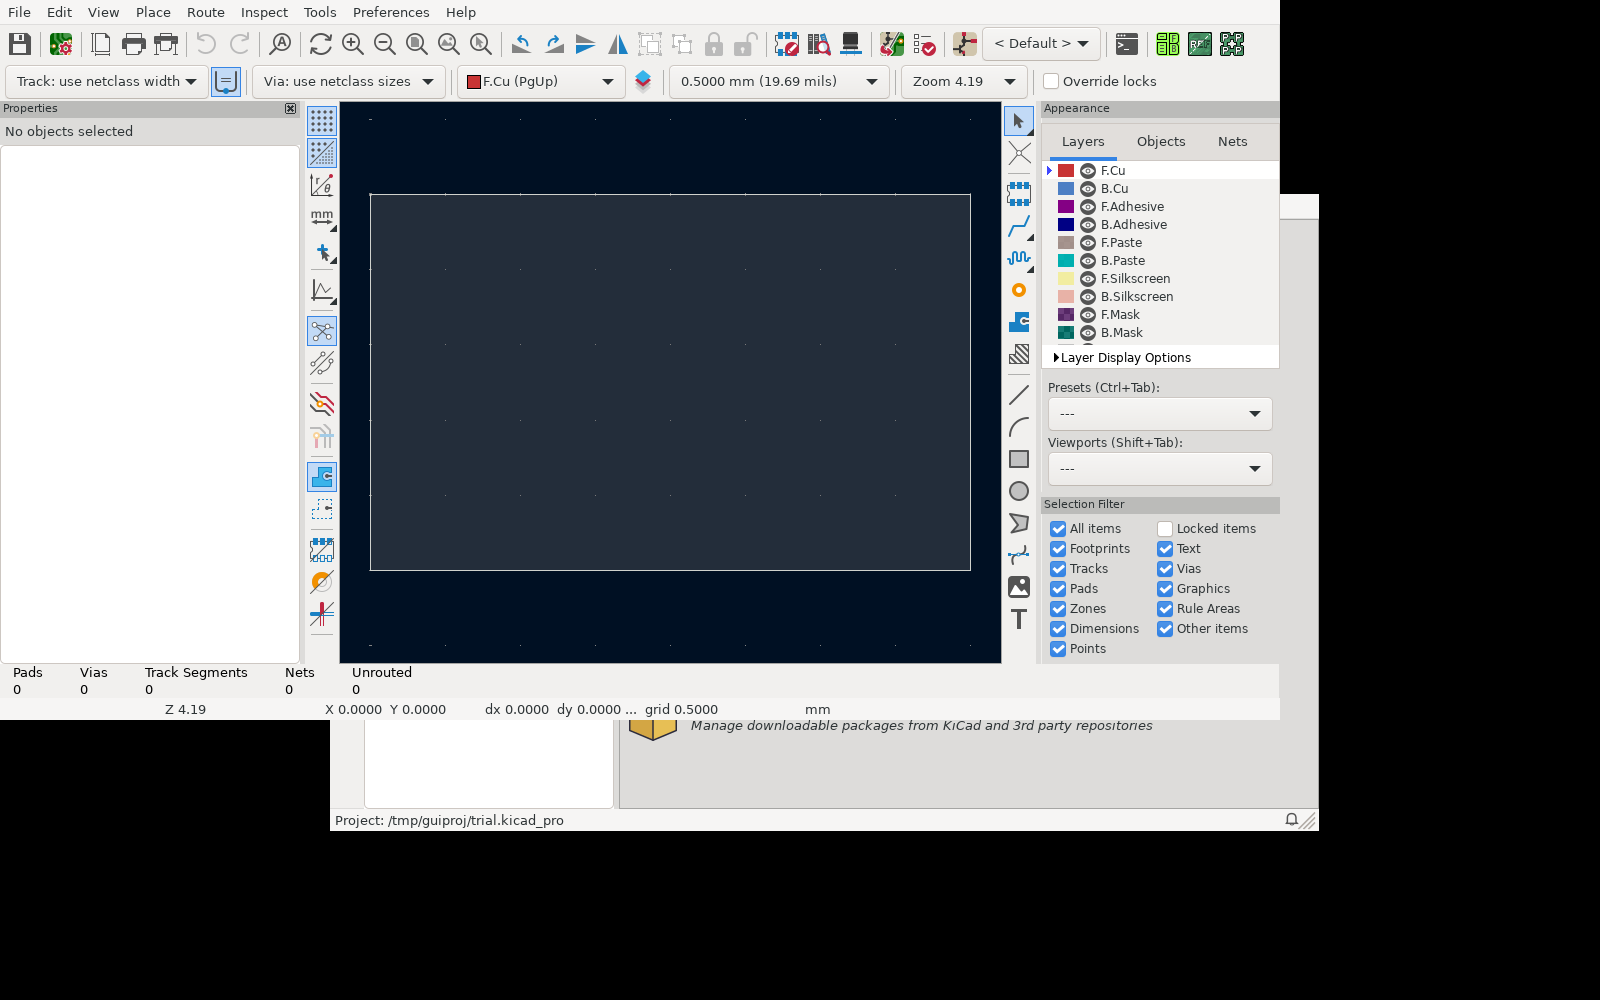 File Edit View Place Route Inspect Tools Preferences Help
< Default >
Track: use netclass width
Via: use netclass sizes
F.Cu (PgUp)
0.5000 mm (19.69 mils)
Zoom 4.19
Override locks
Properties
No objects selected
mm
Appearance
Layers Objects Nets
F.Cu
B.Cu
F.Adhesive
B.Adhesive
F.Paste
B.Paste
F.Silkscreen
B.Silkscreen
F.Mask
B.Mask
Layer Display Options
Presets (Ctrl+Tab):
---
Viewports (Shift+Tab):
---
Selection Filter
All items Locked items
Footprints Text
Tracks Vias
Pads Graphics
Zones Rule Areas
Dimensions Other items
Points
Pads Vias Track Segments Nets Unrouted
0 0 0 0 0
Z 4.19 X 0.0000 Y 0.0000 dx 0.0000 dy 0.0000 ... grid 0.5000 mm
Manage downloadable packages from KiCad and 3rd party repositories
Project: /tmp/guiproj/trial.kicad_pro